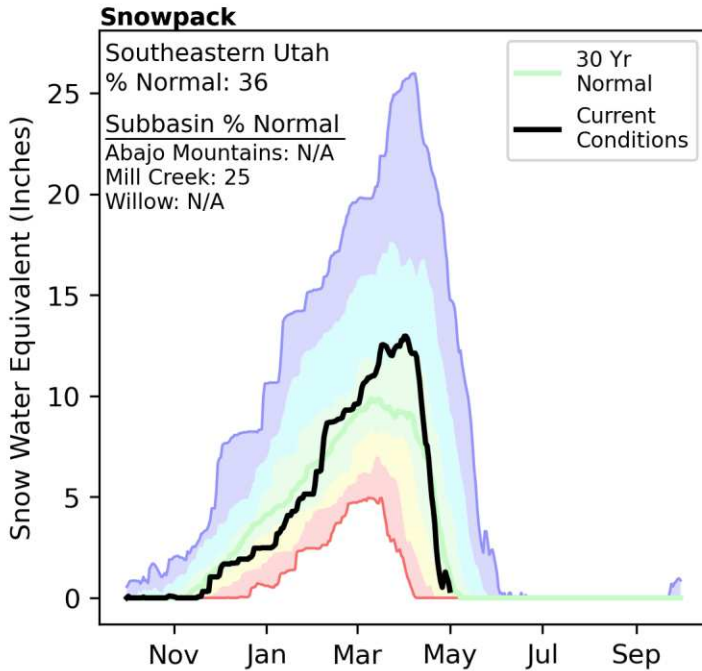 Snowpack
Southeastern Utah
% Normal: 36
Subbasin % Normal
Abajo Mountains: N/A
Mill Creek: 25
Willow: N/A
30 Yr
Normal
Current
Conditions
Snow Water Equivalent (Inches)
25
20
15
10
5
0
Nov
Jan
Mar
May
Jul
Sep